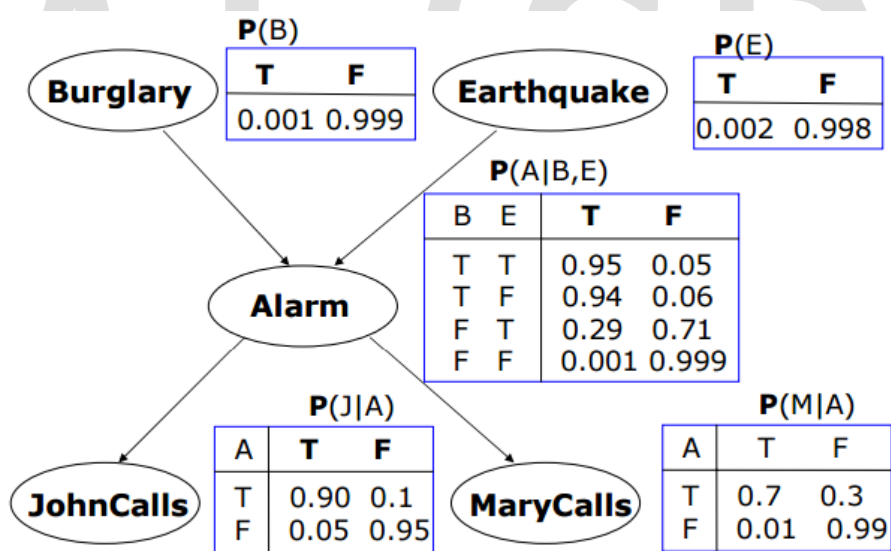 P(B)
T F
0.001 0.999
Burglary
Earthquake
P(E)
T F
0.002 0.998
P(A|B,E)
B E T F
T T 0.95 0.05
T F 0.94 0.06
F T 0.29 0.71
F F 0.001 0.999
Alarm
P(J|A)
A T F
T 0.90 0.1
F 0.05 0.95
JohnCalls
MaryCalls
P(M|A)
A T F
T 0.7 0.3
F 0.01 0.99